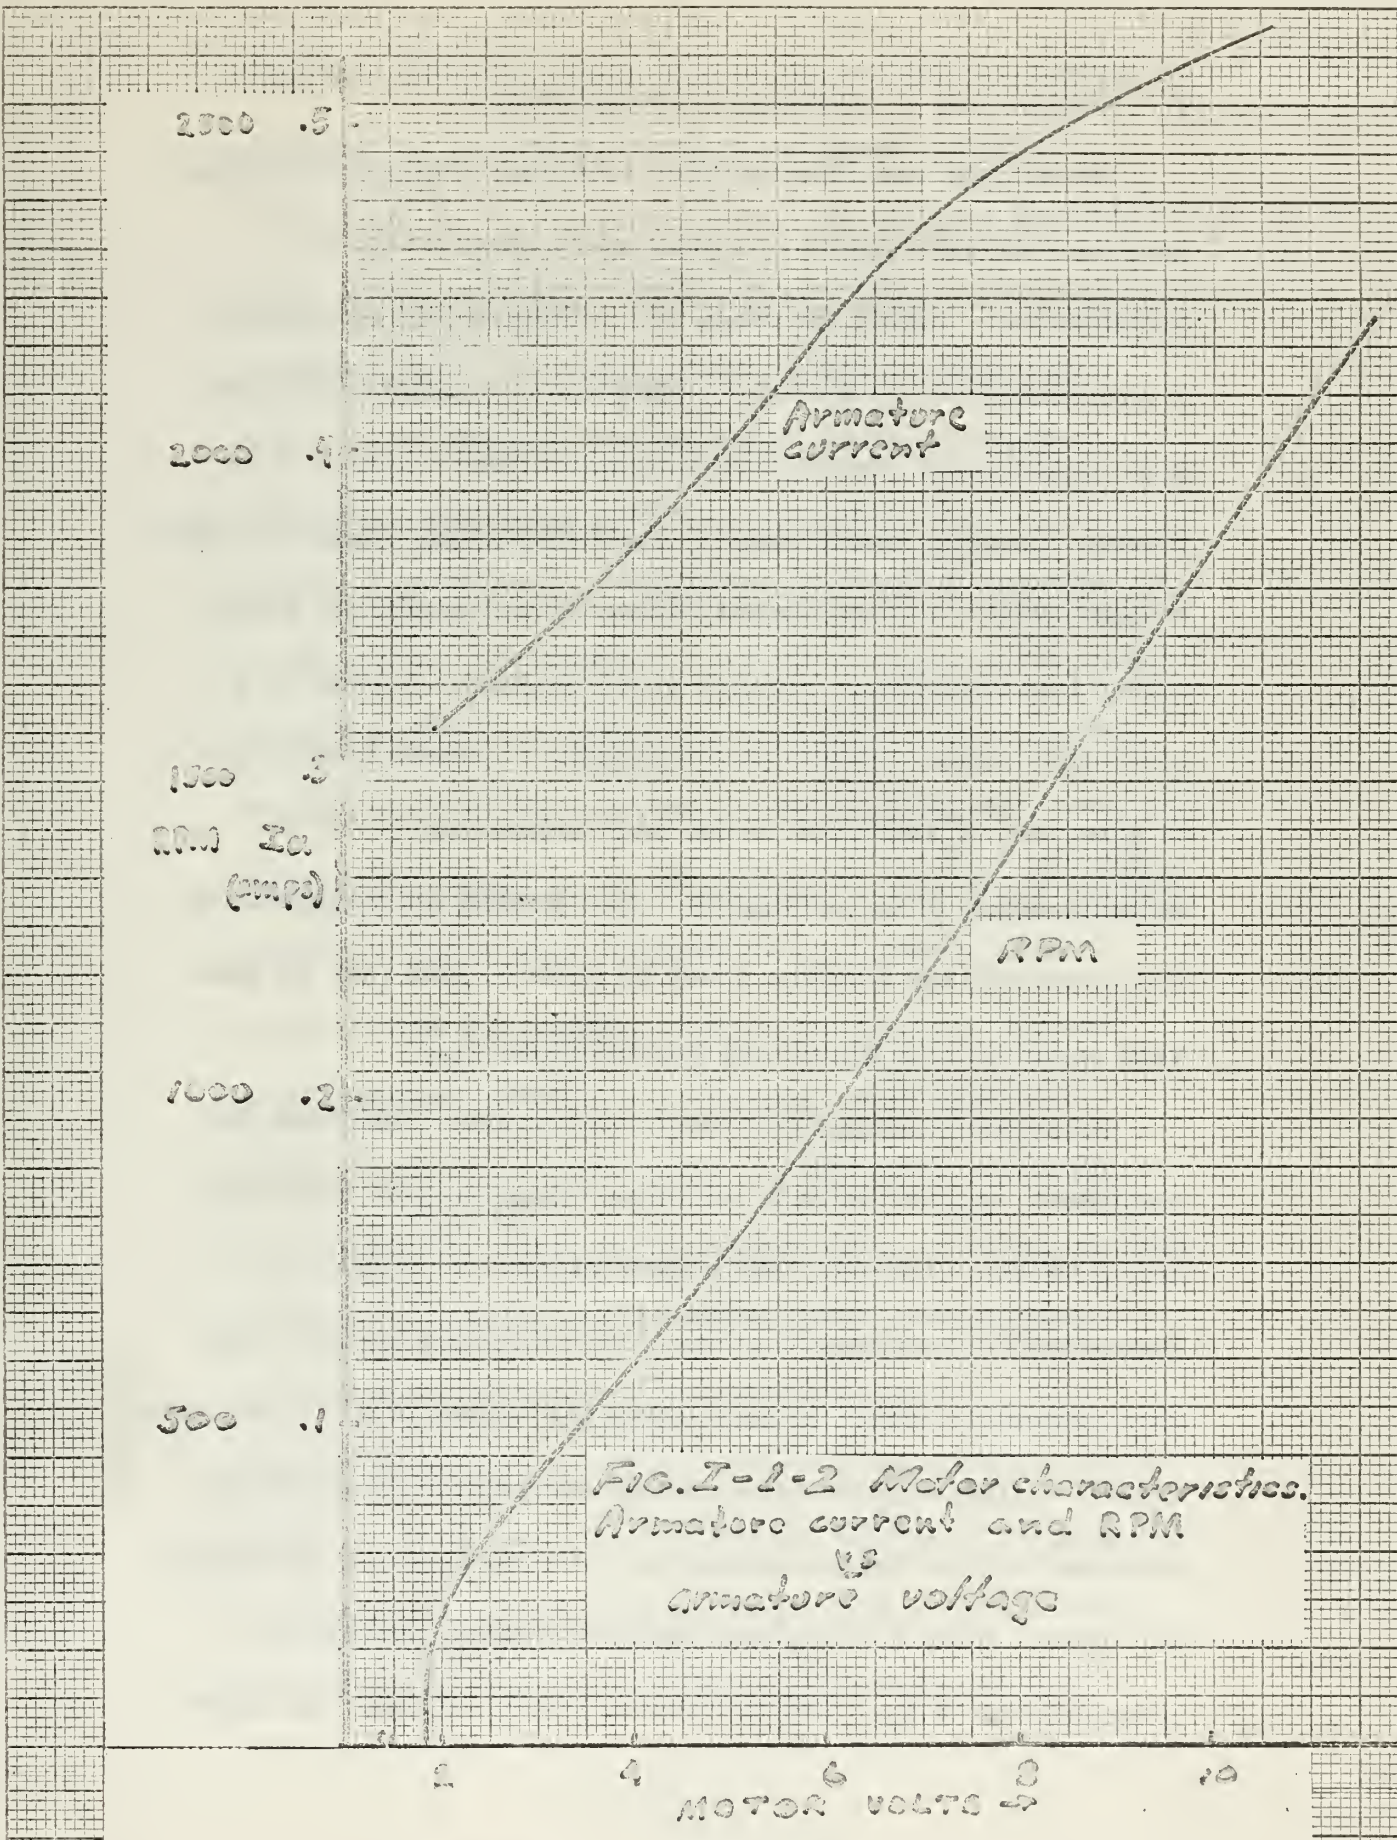 2500 .5
2000 .4
Armature
current
1500 .3
RPM Ia
(amps)
RPM
1000 .2
500 .1
FIG. I-2-2 Motor characteristics.
Armature current and RPM
vs
armature voltage
2 4 6 8 10
MOTOR VOLTS →